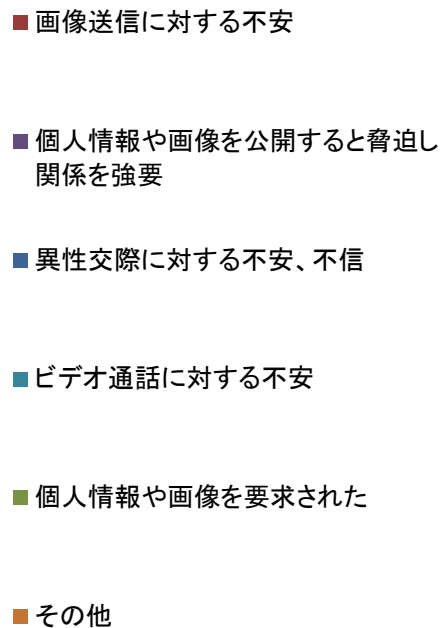 画像送信に対する不安
個人情報や画像を公開すると脅迫し
関係を強要
異性交際に対する不安、不信
ビデオ通話に対する不安
個人情報や画像を要求された
その他